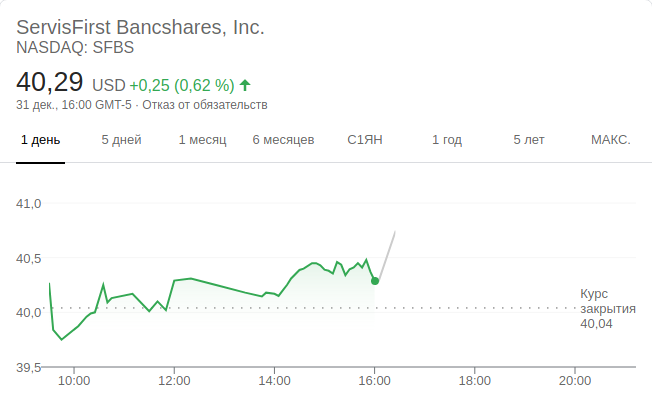 ServisFirst Bancshares, Inc.
NASDAQ: SFBS
40,29 USD +0,25 (0,62 %)
31 дек., 16:00 GMT-5 · Отказ от обязательств
1 день 5 дней 1 месяц 6 месяцев С1ЯН 1 год 5 лет МАКС.
41,0
40,5
40,0
39,5
Курс
закрытия
40,04
10:00 12:00 14:00 16:00 18:00 20:00